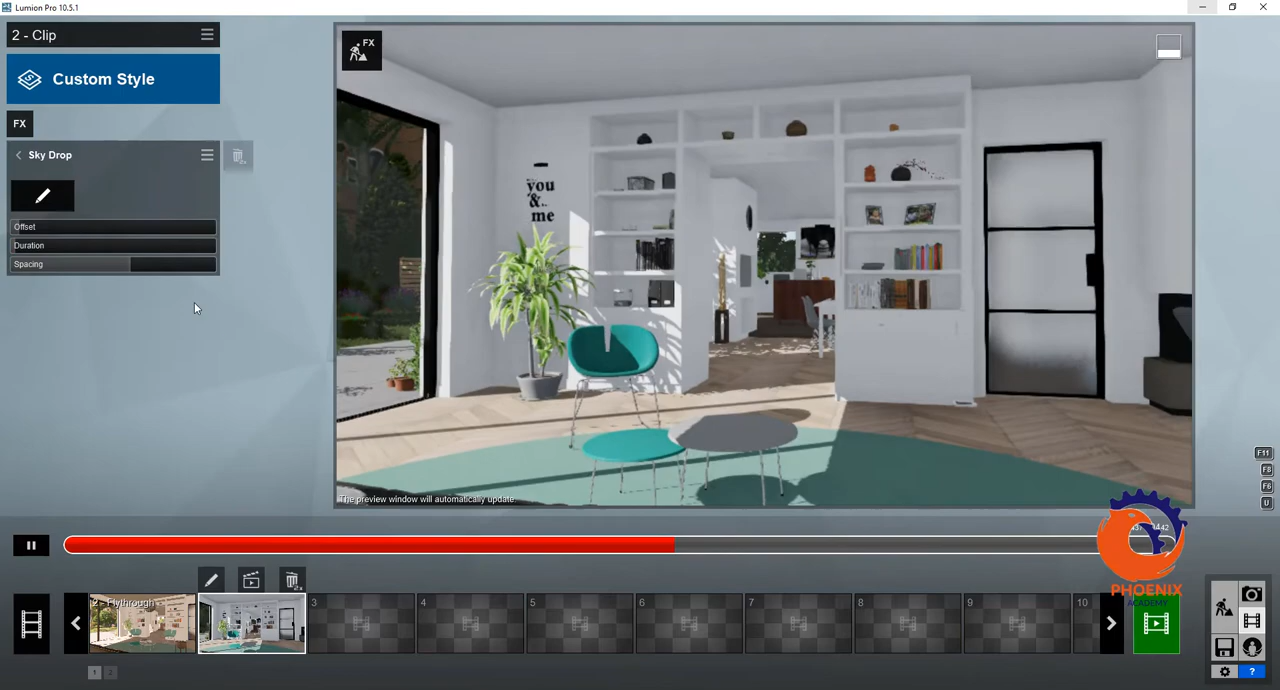 Lumion Pro 10.5.1
2 - Clip
Custom Style
FX
Sky Drop
Offset
Duration
Spacing
FX
you
&
me
The preview window will automatically update
F11
F8
F6
U
PHOENIX
ACADEMY
2 - Flythrough
3
4
5
6
7
8
9
10
1
2
?